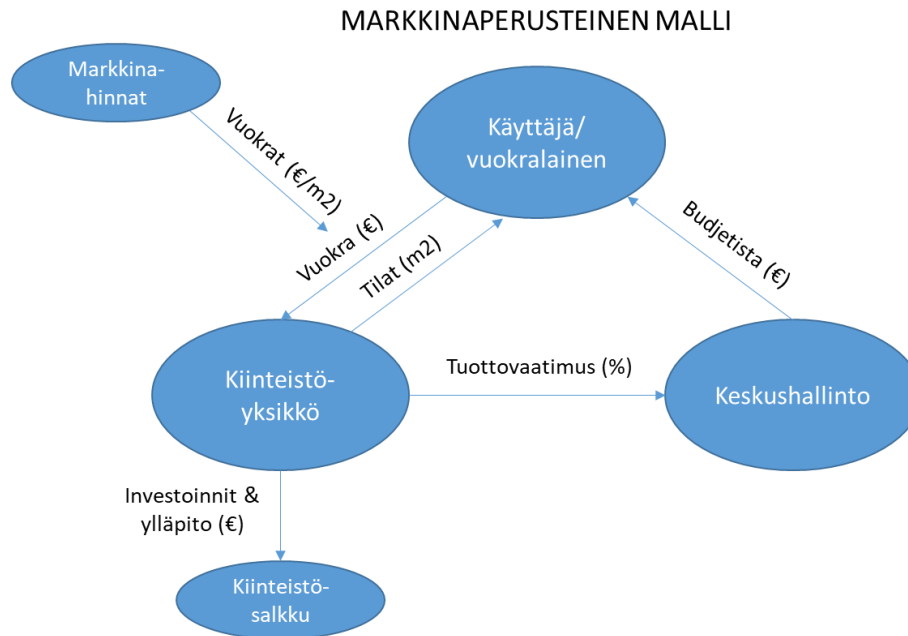 MARKKINAPERUSTEINEN MALLI
Markkina-
hinnat
Vuokrat (€/m2)
Käyttäjä/
vuokralainen
Vuokra (€)
Tilat (m2)
Budjetista (€)
Kiinteistö-
yksikkö
Tuottovaatimus (%)
Keskushallinto
Investoinnit &
ylläpito (€)
Kiinteistö-
salkku